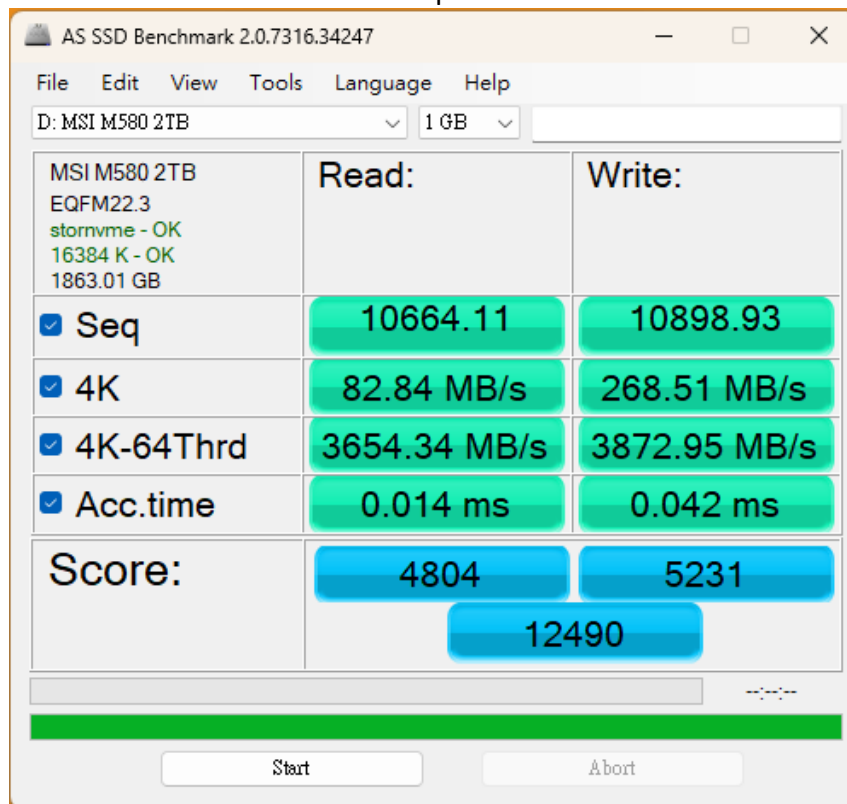 AS SSD Benchmark 2.0.7316.34247
File Edit View Tools Language Help
D: MSI M580 2TB 1 GB
MSI M580 2TB
EQFM22.3
stornvme - OK
16384 K - OK
1863.01 GB
Read: Write:
Seq 10664.11 10898.93
4K 82.84 MB/s 268.51 MB/s
4K-64Thrd 3654.34 MB/s 3872.95 MB/s
Acc.time 0.014 ms 0.042 ms
Score: 4804 5231
12490
--:--:--
Start Abort